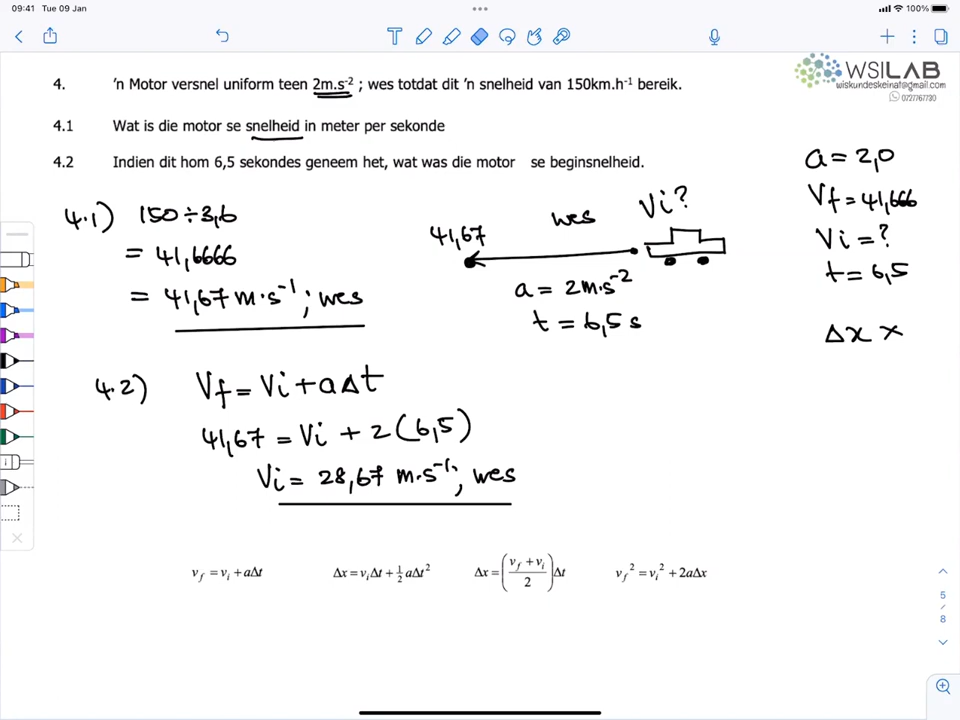 09:41 Tue 09 Jan
100%
WSILAB
wiskundeskeinat@gmail.com
0727767730
4. 'n Motor versnel uniform teen 2m.s-2 ; wes totdat dit 'n snelheid van 150km.h-1 bereik.
4.1 Wat is die motor se snelheid in meter per sekonde
4.2 Indien dit hom 6,5 sekondes geneem het, wat was die motor se beginsnelheid.
a = 2,0
Vf = 41,666
Vi = ?
t = 6,5
Δx ×
4.1) 150 ÷ 3,6
= 41,6666
= 41,67 m·s-1 ; wes
41,67
wes
Vi?
a = 2m·s-2
t = 6,5 s
4.2) Vf = Vi + aΔt
41,67 = Vi + 2(6,5)
Vi = 28,67 m·s-1; wes
vf = vi + aΔt
Δx = viΔt + ½aΔt2
Δx = ((vf + vi)/2)Δt
vf2 = vi2 + 2aΔx
5
/
8